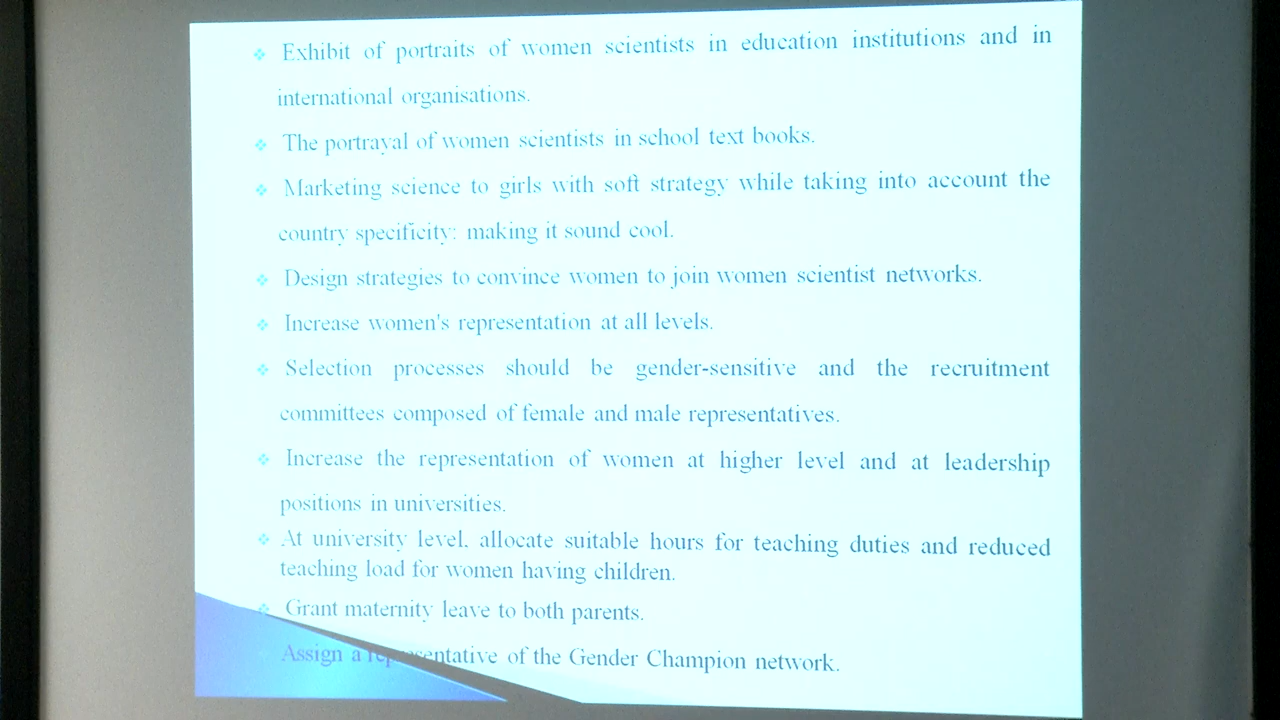 Exhibit of portraits of women scientists in education institutions and in
international organisations.
The portrayal of women scientists in school text books.
Marketing science to girls with soft strategy while taking into account the
country specificity: making it sound cool.
Design strategies to convince women to join women scientist networks.
Increase women's representation at all levels.
Selection processes should be gender-sensitive and the recruitment
committees composed of female and male representatives.
Increase the representation of women at higher level and at leadership
positions in universities.
At university level, allocate suitable hours for teaching duties and reduced
teaching load for women having children.
Grant maternity leave to both parents.
Assign a representative of the Gender Champion network.